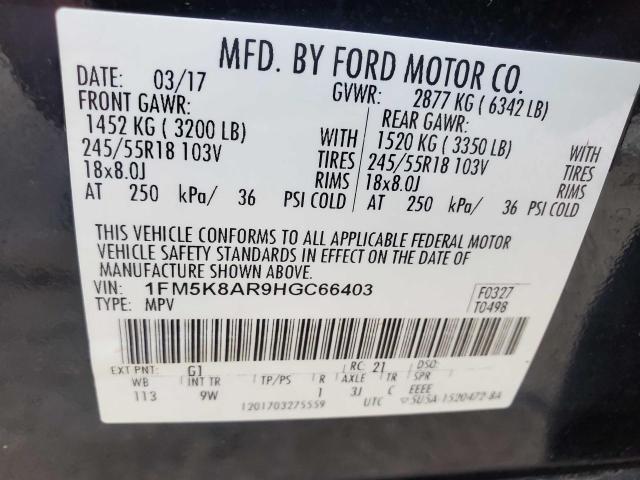 MFD. BY FORD MOTOR CO.
DATE: 03/17 GVWR: 2877 KG ( 6342 LB)
FRONT GAWR: REAR GAWR:
1452 KG ( 3200 LB) WITH 1520 KG ( 3350 LB) WITH
245/55R18 103V TIRES 245/55R18 103V TIRES
18x8.0J RIMS 18x8.0J RIMS
AT 250 kPa/ 36 PSI COLD AT 250 kPa/ 36 PSI COLD
THIS VEHICLE CONFORMS TO ALL APPLICABLE FEDERAL MOTOR
VEHICLE SAFETY STANDARDS IN EFFECT ON THE DATE OF
MANUFACTURE SHOWN ABOVE.
VIN: 1FM5K8AR9HGC66403 F0327
TYPE: MPV T0498
EXT PNT: G1 RC: 21 DSO:
WB INT TR TP/PS R AXLE TR SPR
113 9W 1 3J C EEEE
1201703275559 UTC 5U5A-1520472-BA